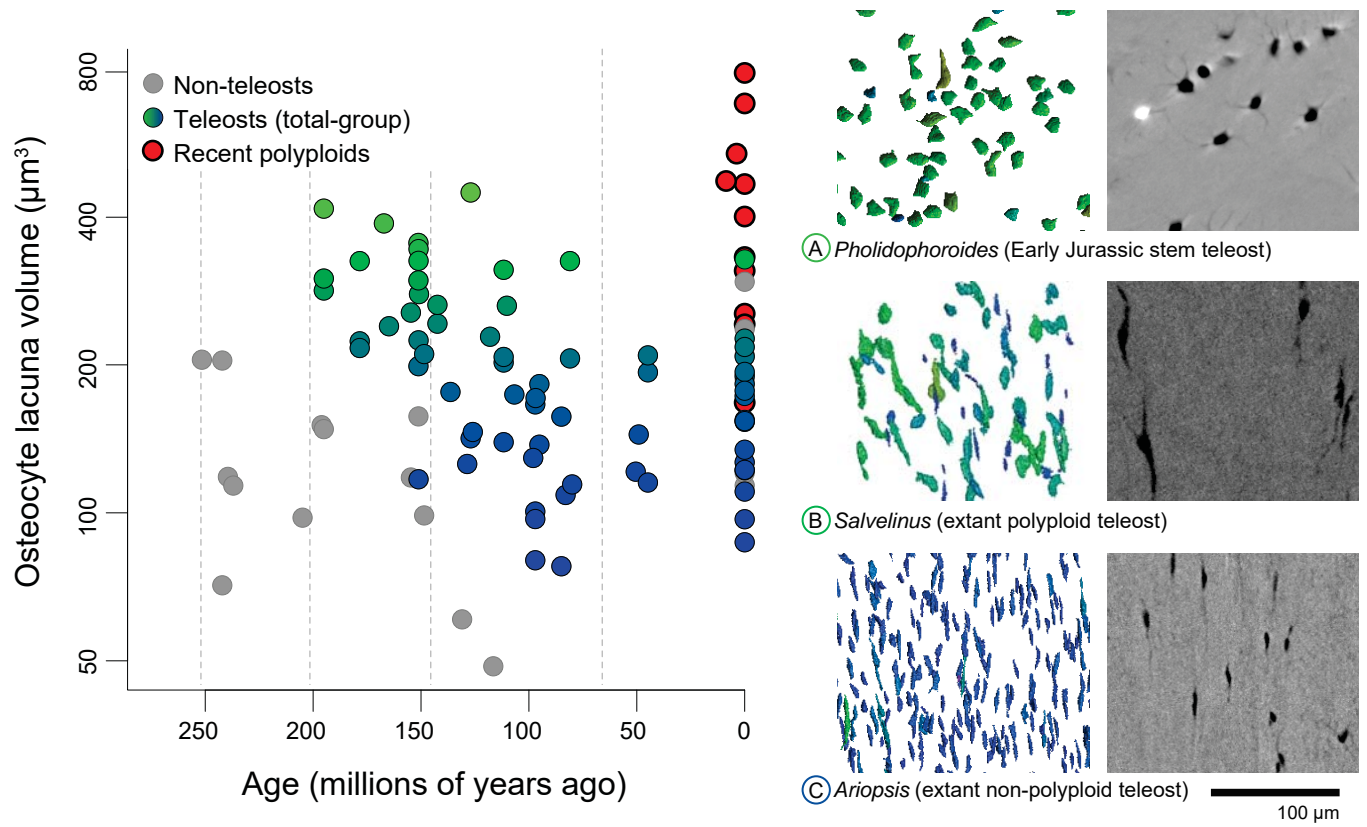 Osteocyte lacuna volume (µm³)
800
400
200
100
50
Non-teleosts
Teleosts (total-group)
Recent polyploids
250 200 150 100 50 0
Age (millions of years ago)
A Pholidophoroides (Early Jurassic stem teleost)
B Salvelinus (extant polyploid teleost)
C Ariopsis (extant non-polyploid teleost)
100 µm